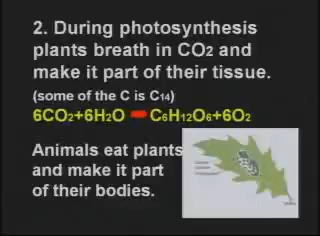 2. During photosynthesis
plants breath in CO2 and
make it part of their tissue.
(some of the C is C14)
6CO2+6H2O C6H12O6+6O2
Animals eat plants
and make it part
of their bodies.